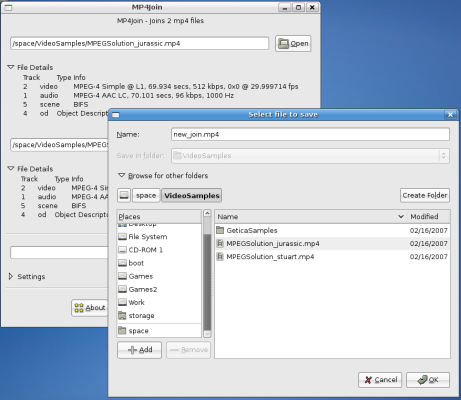 MP4Join
MP4Join - Joins 2 mp4 files
/space/VideoSamples/MPEGSolution_jurassic.mp4
Open
File Details
Track Type Info
2 video MPEG-4 Simple @ L1, 69.934 secs, 512 kbps, 0x0 @ 29.999714 fps
1 audio MPEG-4 AAC LC, 70.101 secs, 96 kbps, 1000 Hz
5 scene BIFS
4 od Object Descript
/space/VideoSamples/MPEGS
File Details
Track Type Info
2 video MPEG-4 Sim
1 audio MPEG-4 AA
5 scene BIFS
4 od Object Descript
Settings
About
Select file to save
Name:
new_join.mp4
Save in folder:
VideoSamples
Browse for other folders
space
VideoSamples
Create Folder
Places
Desktop
File System
CD-ROM 1
boot
Games
Games2
Work
storage
space
Name
Modified
GeticaSamples 02/16/2007
MPEGSolution_jurassic.mp4 02/16/2007
MPEGSolution_stuart.mp4 02/16/2007
Add
Remove
Cancel
OK